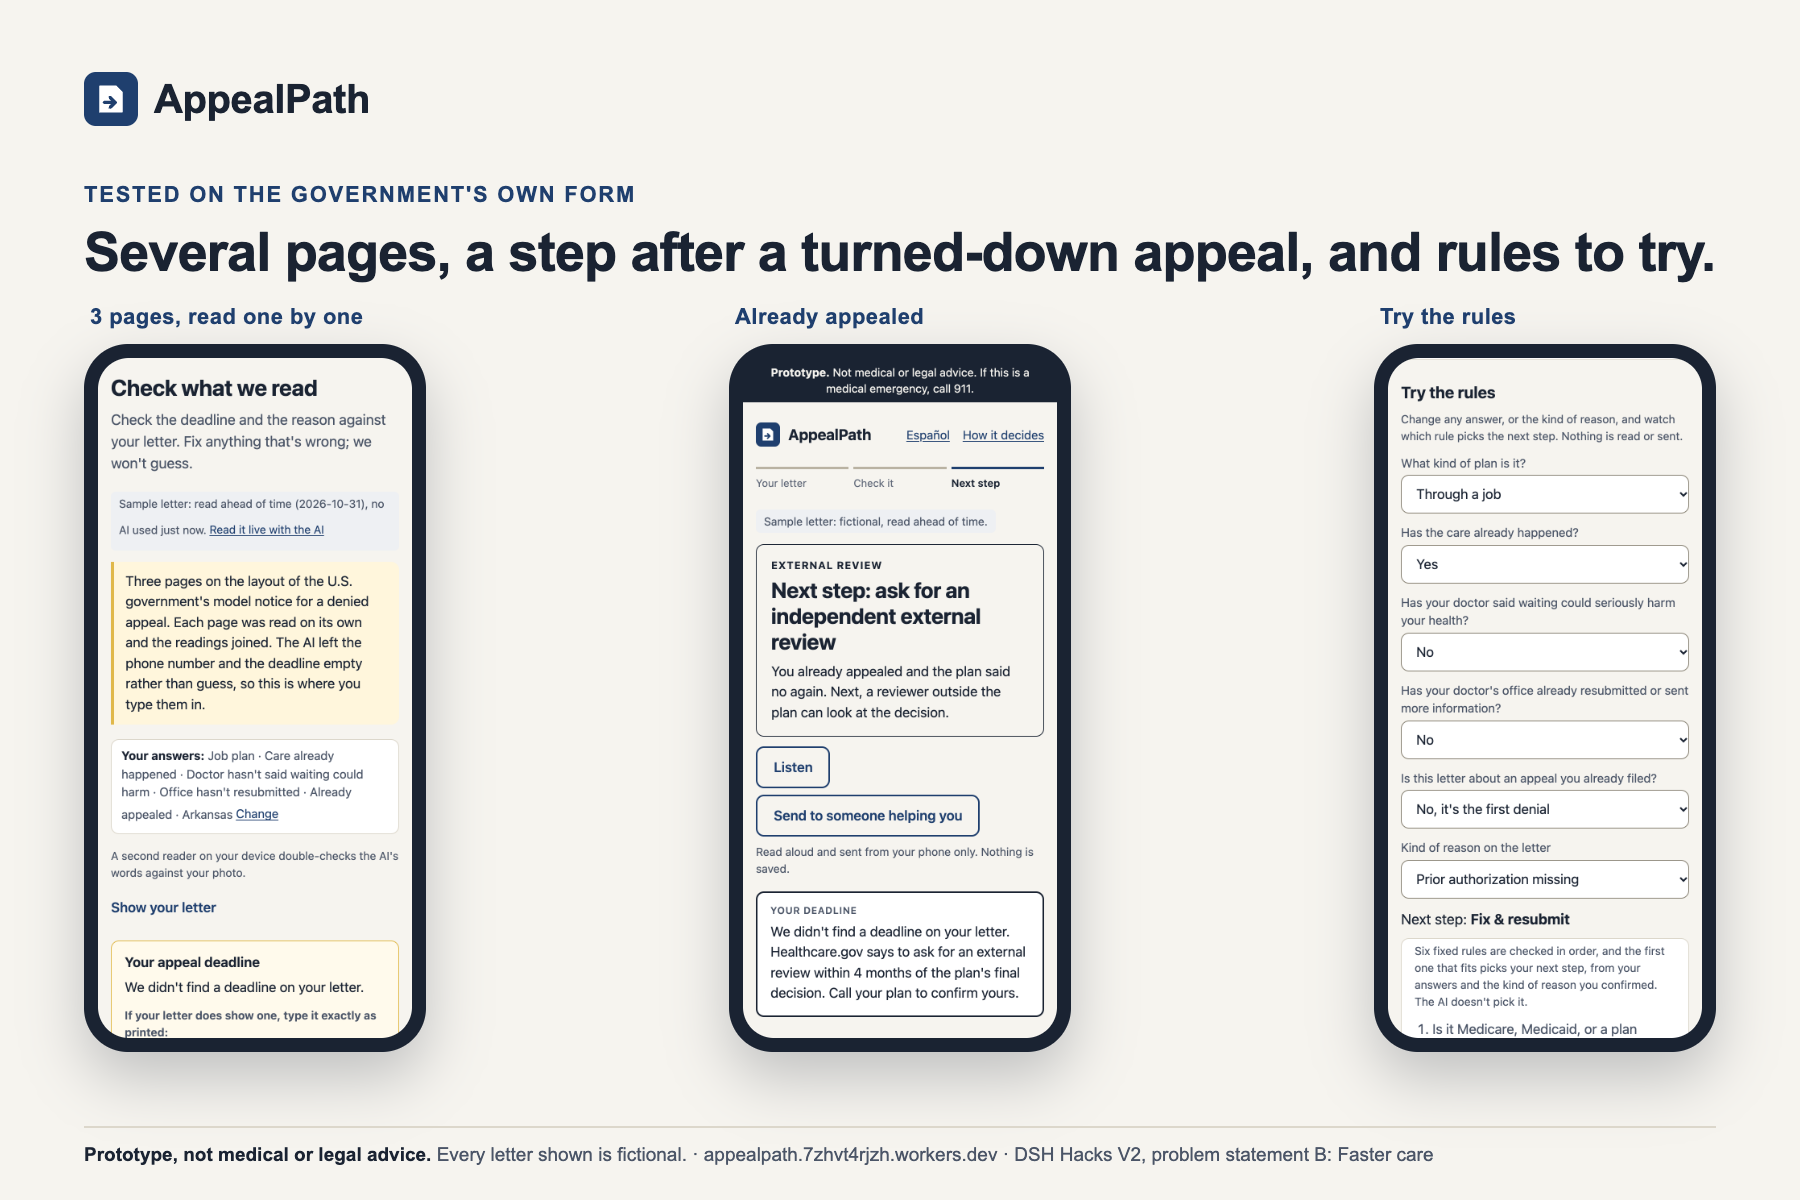 AppealPath
TESTED ON THE GOVERNMENT'S OWN FORM
Several pages, a step after a turned-down appeal, and rules to try.
3 pages, read one by one
Check what we read
Check the deadline and the reason against
your letter. Fix anything that's wrong; we
won't guess.
Sample letter: read ahead of time (2026-10-31), no
AI used just now. Read it live with the AI
Three pages on the layout of the U.S.
government's model notice for a denied
appeal. Each page was read on its own
and the readings joined. The AI left the
phone number and the deadline empty
rather than guess, so this is where you
type them in.
Your answers: Job plan · Care already
happened · Doctor hasn't said waiting could
harm · Office hasn't resubmitted · Already
appealed · Arkansas Change
A second reader on your device double-checks the AI's
words against your photo.
Show your letter
Your appeal deadline
We didn't find a deadline on your letter.
If your letter does show one, type it exactly as
printed:
Already appealed
Prototype. Not medical or legal advice. If this is a
medical emergency, call 911.
AppealPath Español How it decides
Your letter Check it Next step
Sample letter: fictional, read ahead of time.
EXTERNAL REVIEW
Next step: ask for an
independent external
review
You already appealed and the plan said
no again. Next, a reviewer outside the
plan can look at the decision.
Listen
Send to someone helping you
Read aloud and sent from your phone only. Nothing is
saved.
YOUR DEADLINE
We didn't find a deadline on your letter.
Healthcare.gov says to ask for an external
review within 4 months of the plan's final
decision. Call your plan to confirm yours.
Try the rules
Try the rules
Change any answer, or the kind of reason, and watch
which rule picks the next step. Nothing is read or sent.
What kind of plan is it?
Through a job
Has the care already happened?
Yes
Has your doctor said waiting could seriously harm
your health?
No
Has your doctor's office already resubmitted or sent
more information?
No
Is this letter about an appeal you already filed?
No, it's the first denial
Kind of reason on the letter
Prior authorization missing
Next step: Fix & resubmit
Six fixed rules are checked in order, and the first
one that fits picks your next step, from your
answers and the kind of reason you confirmed.
The AI doesn't pick it.
1. Is it Medicare, Medicaid, or a plan
Prototype, not medical or legal advice. Every letter shown is fictional. · appealpath.7zhvt4rjzh.workers.dev · DSH Hacks V2, problem statement B: Faster care